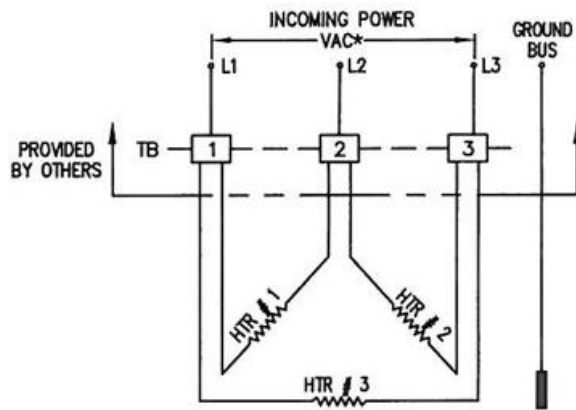 INCOMING POWER
VAC*
GROUND
BUS
L1
L2
L3
PROVIDED
BY OTHERS
TB
1
2
3
HTR # 1
HTR # 2
HTR # 3